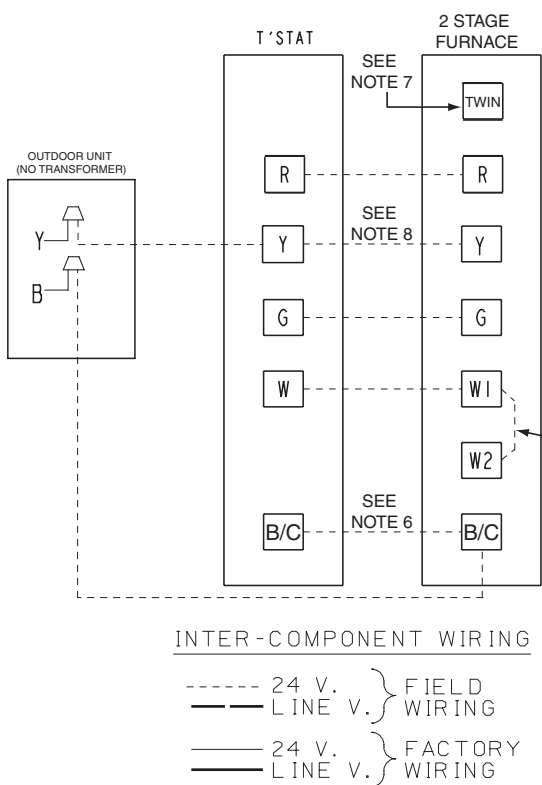 2 STAGE
FURNACE
T'STAT
SEE
NOTE 7
TWIN
OUTDOOR UNIT
(NO TRANSFORMER)
R
R
Y
Y
SEE
NOTE 8
Y
B
G
G
W
W1
W2
B/C
SEE
NOTE 6
B/C
INTER-COMPONENT WIRING
24 V.
LINE V.
FIELD
WIRING
24 V.
LINE V.
FACTORY
WIRING